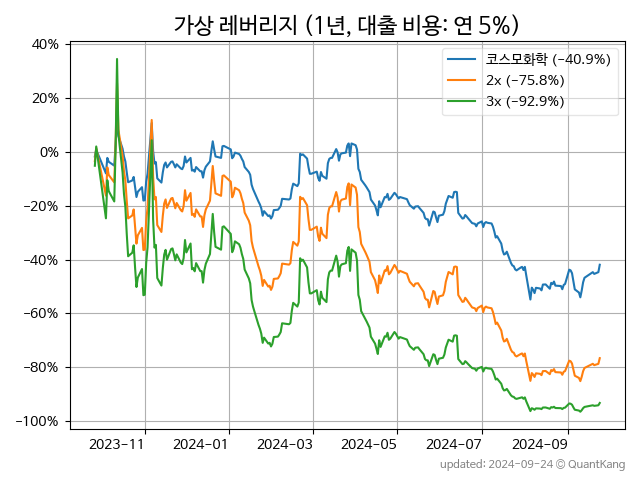 가상 레버리지 (1년, 대출 비용: 연 5%)
코스모화학 (-40.9%)
2x (-75.8%)
3x (-92.9%)
40%
20%
0%
-20%
-40%
-60%
-80%
-100%
2023-11 2024-01 2024-03 2024-05 2024-07 2024-09
updated: 2024-09-24 © QuantKang